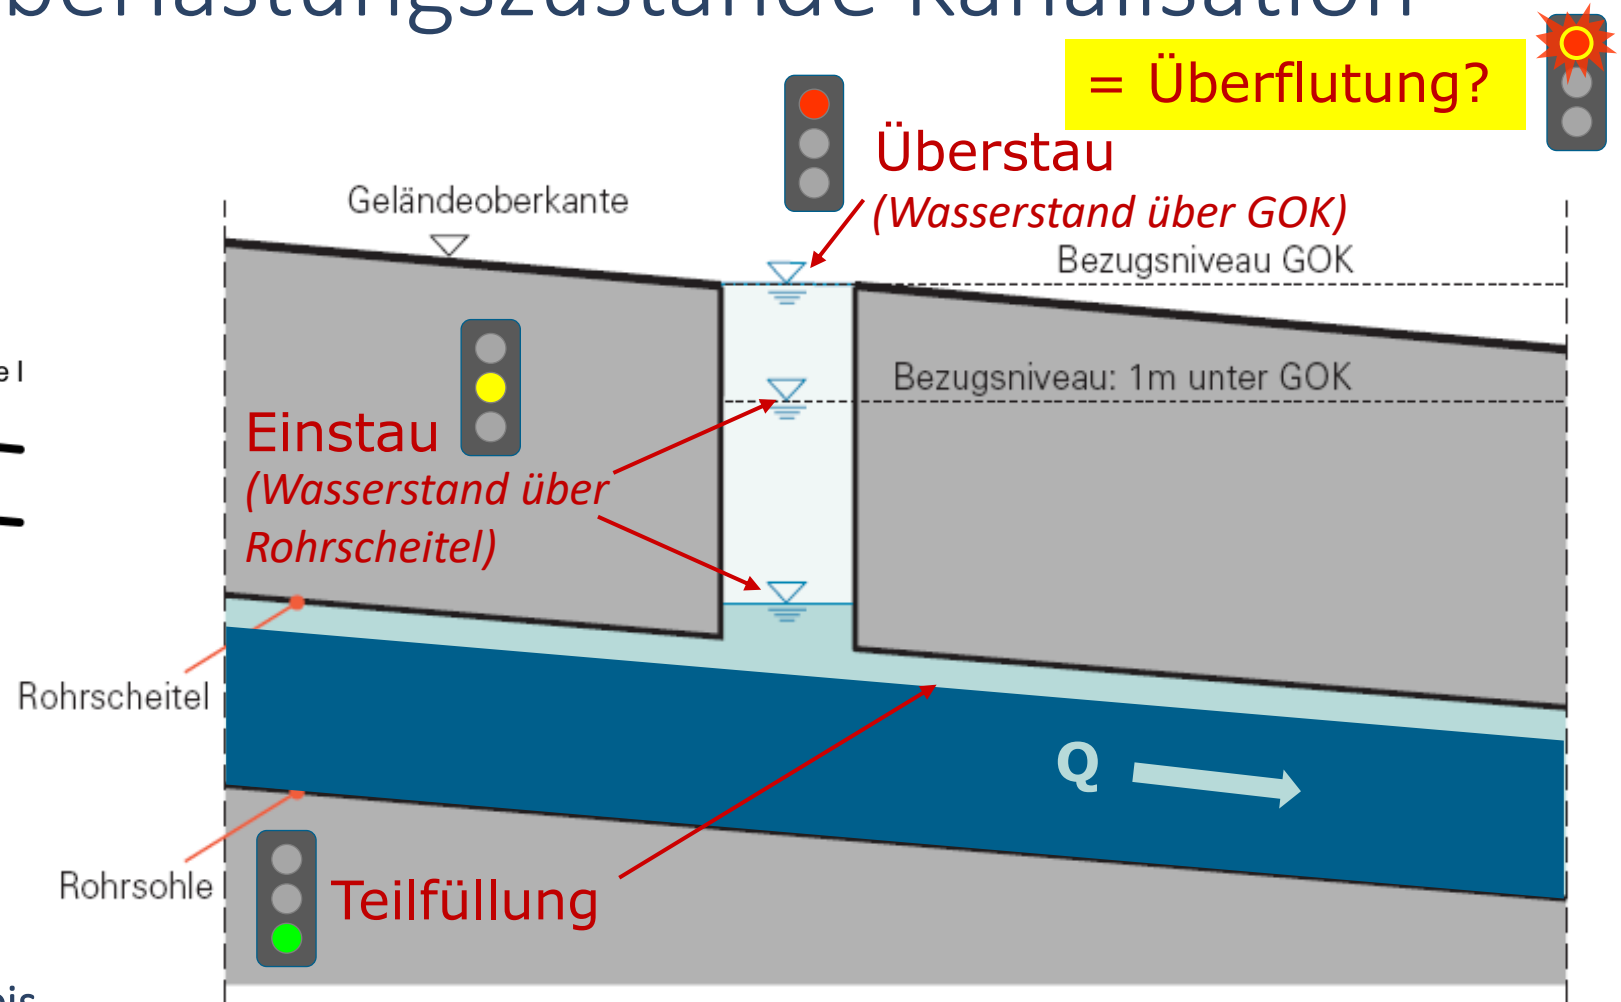 Kanalisation
= Überflutung?
Überstau
(Wasserstand über GOK)
Geländeoberkante
Bezugsniveau GOK
Bezugsniveau: 1m unter GOK
Einstau
(Wasserstand über
Rohrscheitel)
Rohrscheitel
Q
Rohrsohle
Teilfüllung